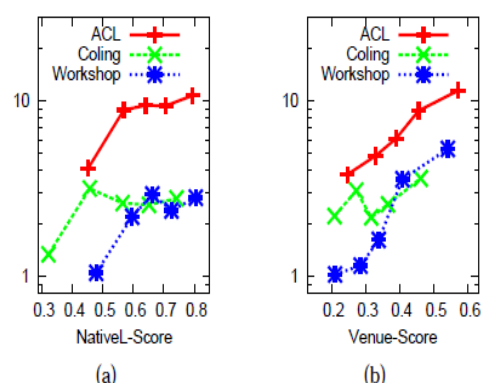 ACL
Coling
Workshop
10
1
0.3 0.4 0.5 0.6 0.7 0.8
NativeL-Score
(a)
ACL
Coling
Workshop
10
1
0.2 0.3 0.4 0.5 0.6
Venue-Score
(b)